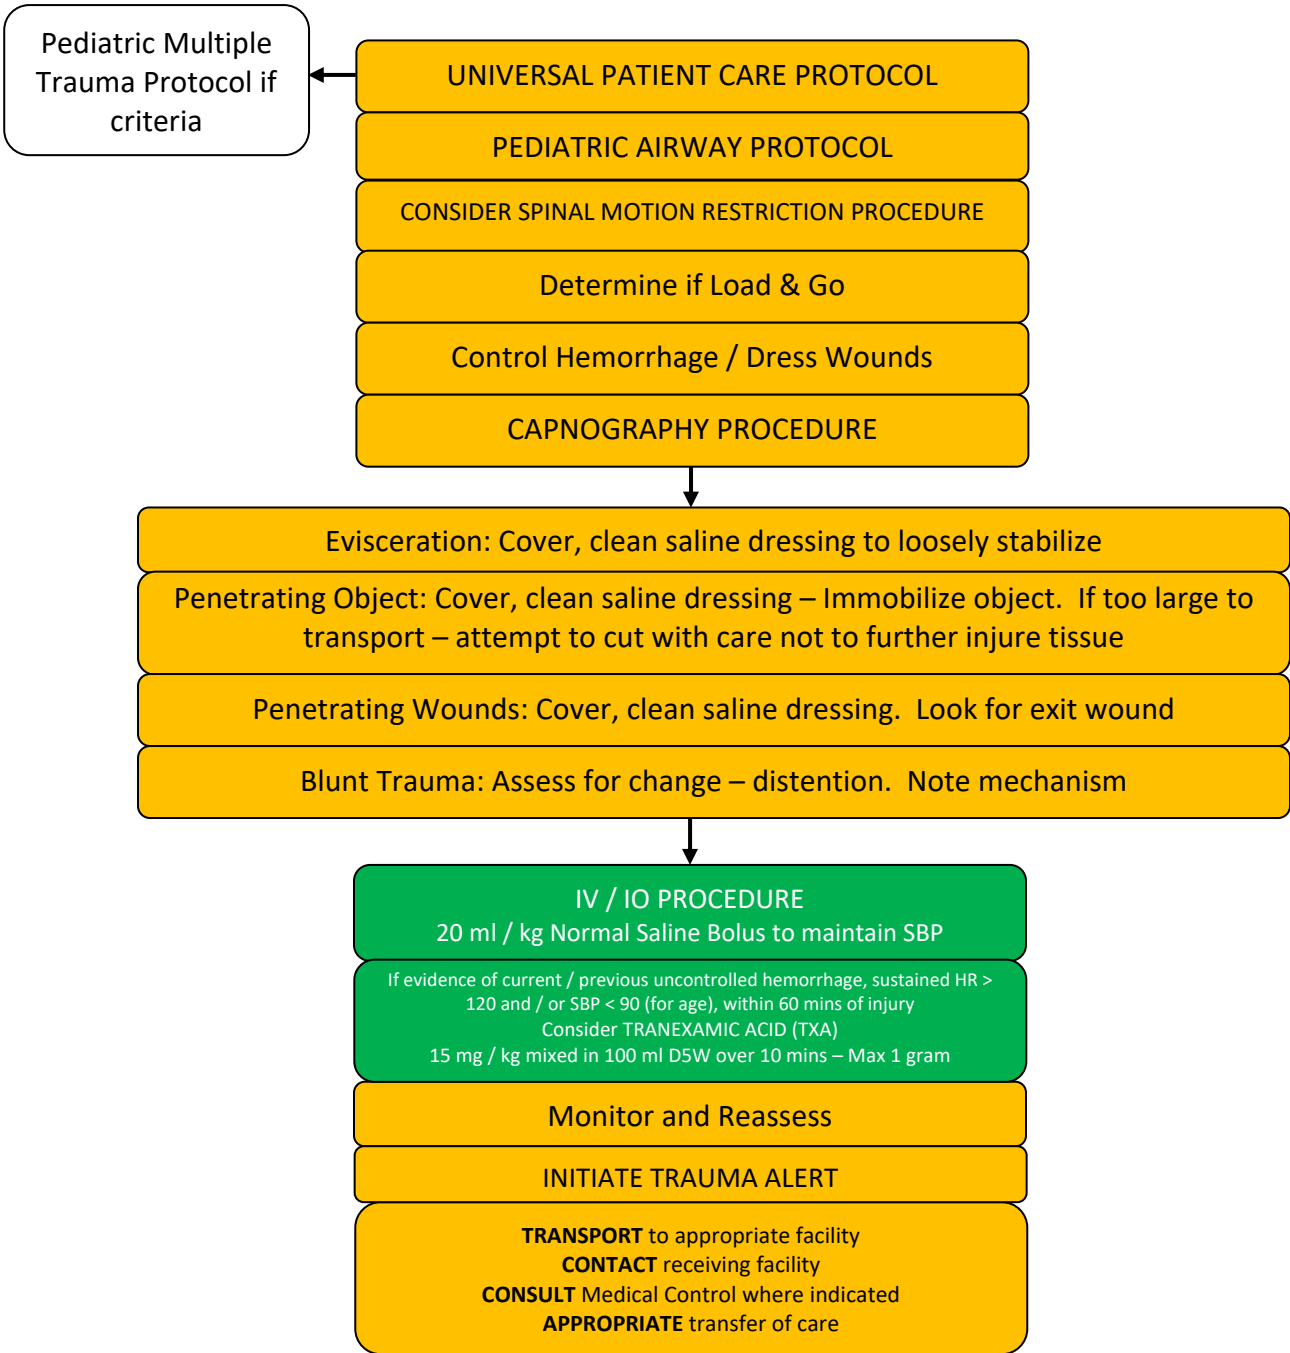 Pediatric Multiple
Trauma Protocol if
criteria
UNIVERSAL PATIENT CARE PROTOCOL
PEDIATRIC AIRWAY PROTOCOL
CONSIDER SPINAL MOTION RESTRICTION PROCEDURE
Determine if Load & Go
Control Hemorrhage / Dress Wounds
CAPNOGRAPHY PROCEDURE
Evisceration: Cover, clean saline dressing to loosely stabilize
Penetrating Object: Cover, clean saline dressing – Immobilize object.  If too large to
transport – attempt to cut with care not to further injure tissue
Penetrating Wounds: Cover, clean saline dressing.  Look for exit wound
Blunt Trauma: Assess for change – distention.  Note mechanism
IV / IO PROCEDURE
20 ml / kg Normal Saline Bolus to maintain SBP
If evidence of current / previous uncontrolled hemorrhage, sustained HR >
120 and / or SBP < 90 (for age), within 60 mins of injury
Consider TRANEXAMIC ACID (TXA)
15 mg / kg mixed in 100 ml D5W over 10 mins – Max 1 gram
Monitor and Reassess
INITIATE TRAUMA ALERT
TRANSPORT to appropriate facility
CONTACT receiving facility
CONSULT Medical Control where indicated
APPROPRIATE transfer of care